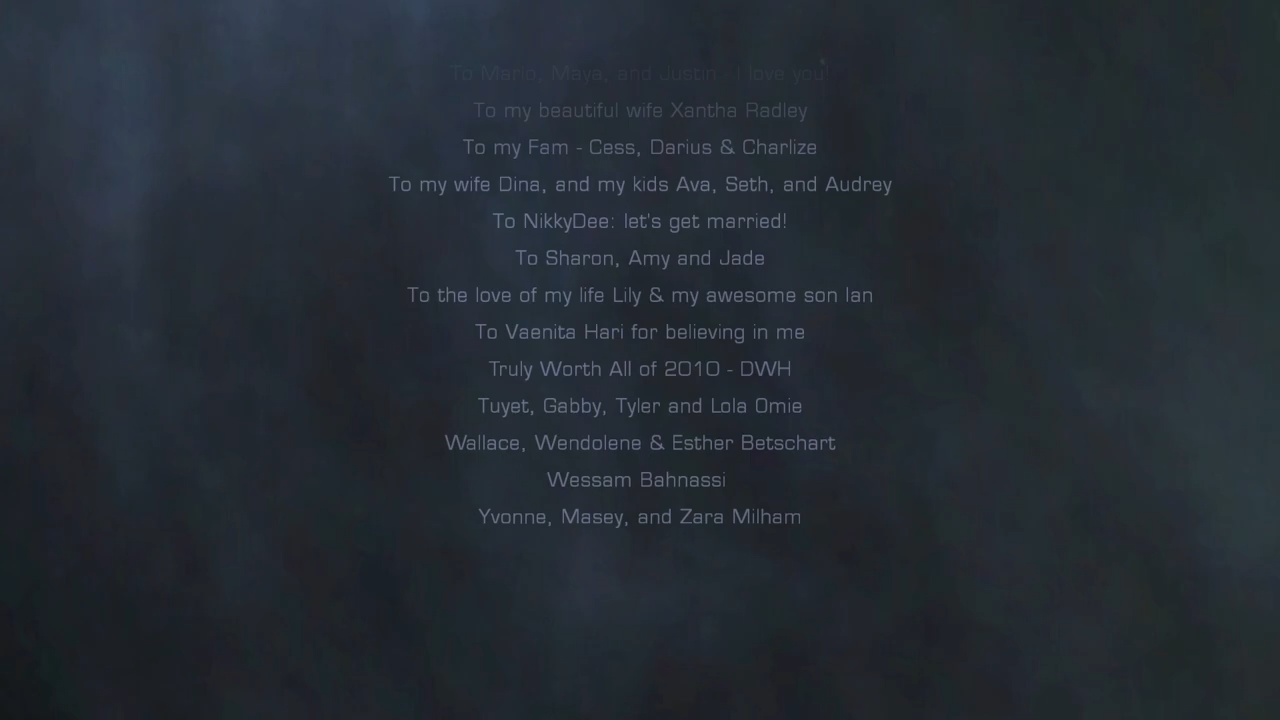 To Mario, Maya, and Justin - I love you!
To my beautiful wife Xantha Radley
To my Fam - Cess, Darius & Charlize
To my wife Dina, and my kids Ava, Seth, and Audrey
To NikkyDee: let's get married!
To Sharon, Amy and Jade
To the love of my life Lily & my awesome son Ian
To Vaenita Hari for believing in me
Truly Worth All of 2010 - DWH
Tuyet, Gabby, Tyler and Lola Omie
Wallace, Wendolene & Esther Betschart
Wessam Bahnassi
Yvonne, Masey, and Zara Milham